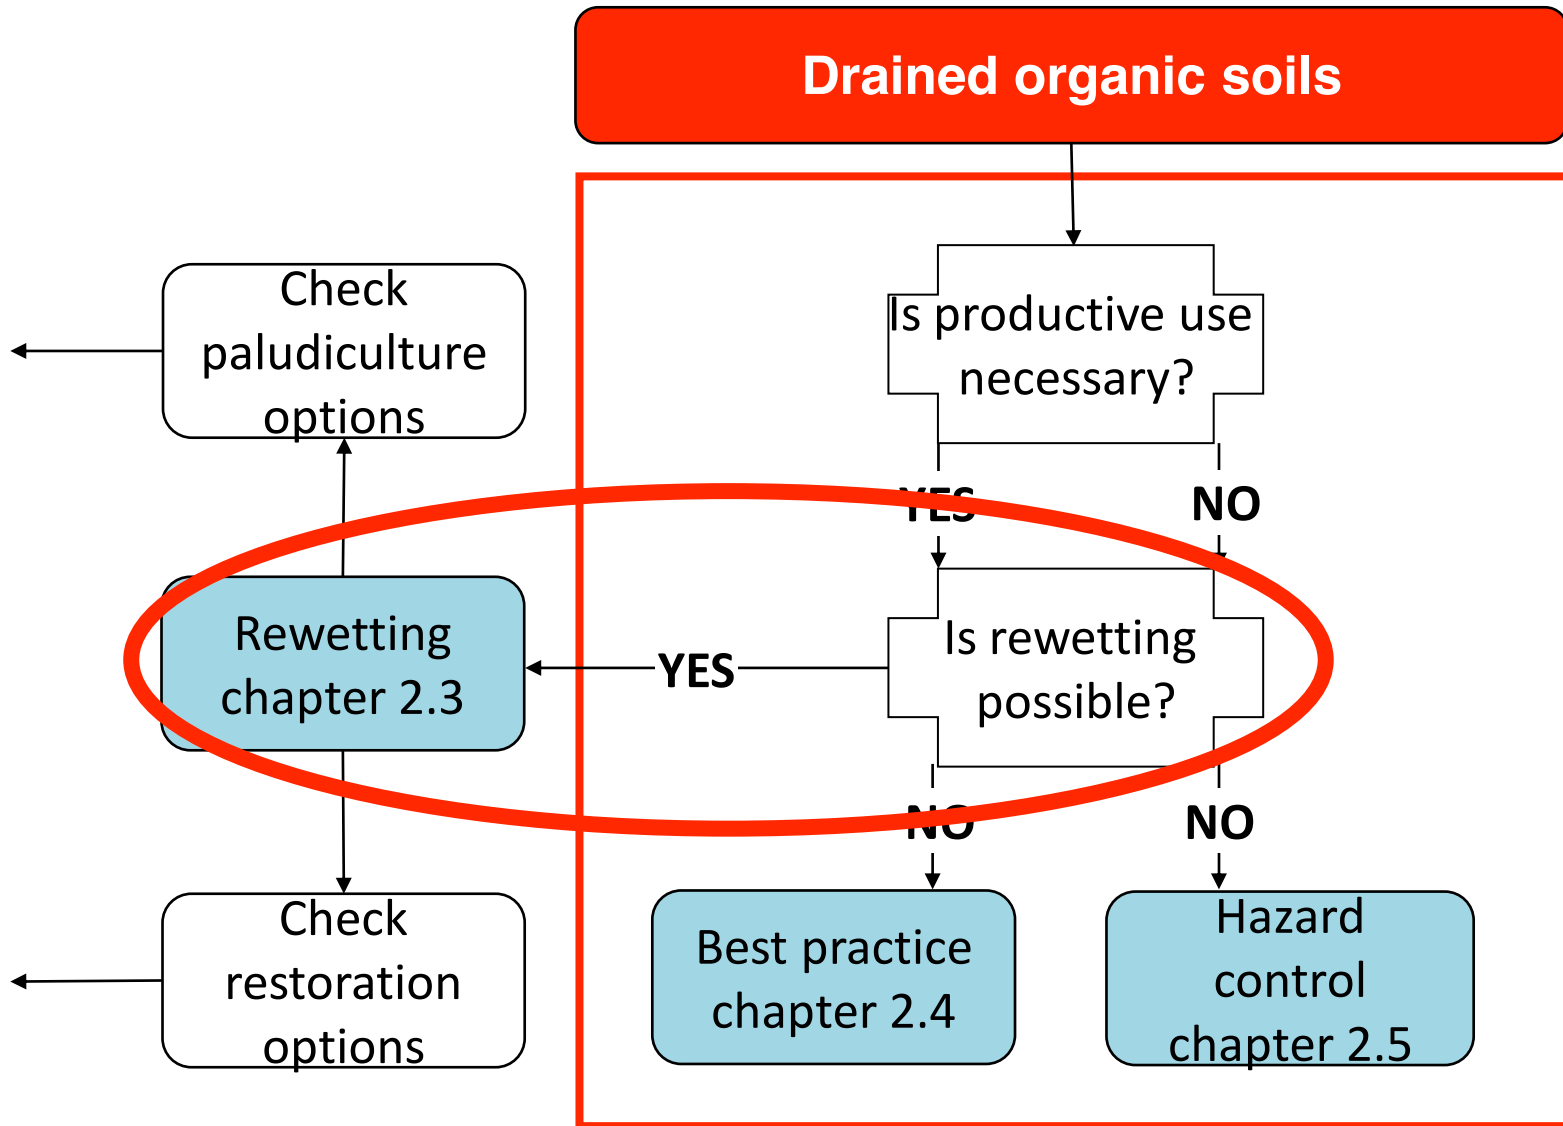 Drained organic soils
Check
paludiculture
options
Is productive use
necessary?
YES
NO
Rewetting
chapter 2.3
YES
Is rewetting
possible?
NO
NO
Check
restoration
options
Best practice
chapter 2.4
Hazard
control
chapter 2.5